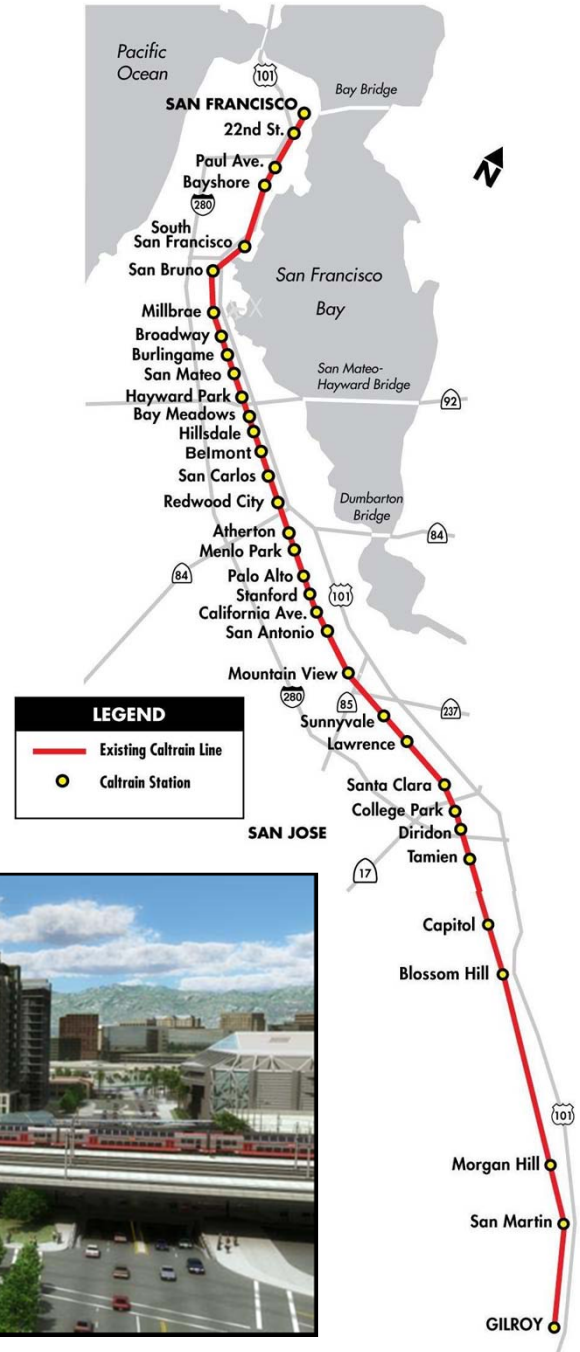 Pacific
Ocean
101
Bay Bridge
SAN FRANCISCO
22nd St.
Paul Ave.
Bayshore
N
280
South
San Francisco
San Bruno
San Francisco
Bay
Millbrae
Broadway
Burlingame
San Mateo
San Mateo-
Hayward Bridge
Hayward Park
92
Bay Meadows
Hillsdale
Belmont
San Carlos
Redwood City
Dumbarton
Bridge
Atherton
84
Menlo Park
84
Palo Alto
Stanford
101
California Ave.
San Antonio
Mountain View
280
85
237
Sunnyvale
Lawrence
LEGEND
Existing Caltrain Line
Caltrain Station
Santa Clara
College Park
SAN JOSE
Diridon
Tamien
17
Capitol
Blossom Hill
101
Morgan Hill
San Martin
GILROY